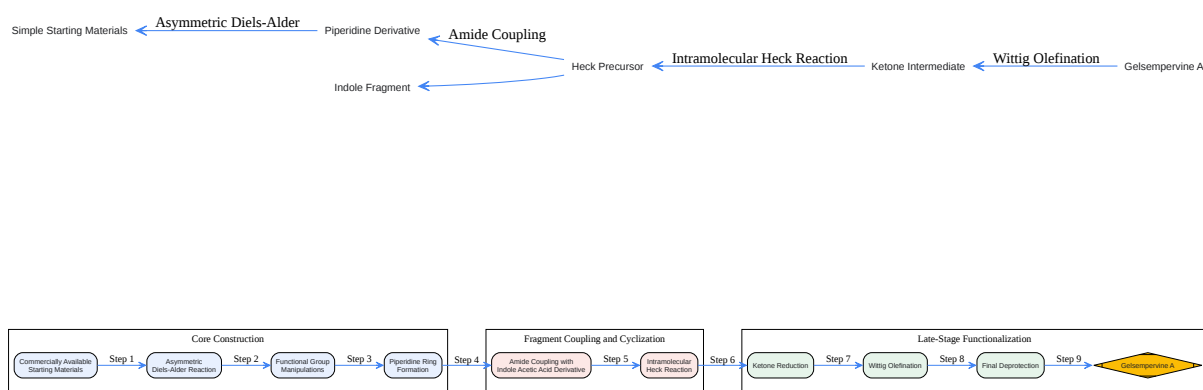 Simple Starting Materials
Asymmetric Diels-Alder
Piperidine Derivative
Amide Coupling
Indole Fragment
Heck Precursor
Intramolecular Heck Reaction
Ketone Intermediate
Wittig Olefination
Gelsempervine A
Core Construction
Commercially Available
Starting Materials
Step 1
Asymmetric
Diels-Alder Reaction
Step 2
Functional Group
Manipulations
Step 3
Piperidine Ring
Formation
Step 4
Fragment Coupling and Cyclization
Amide Coupling with
Indole Acetic Acid Derivative
Step 5
Intramolecular
Heck Reaction
Step 6
Late-Stage Functionalization
Ketone Reduction
Step 7
Wittig Olefination
Step 8
Final Deprotection
Step 9
Gelsempervine A